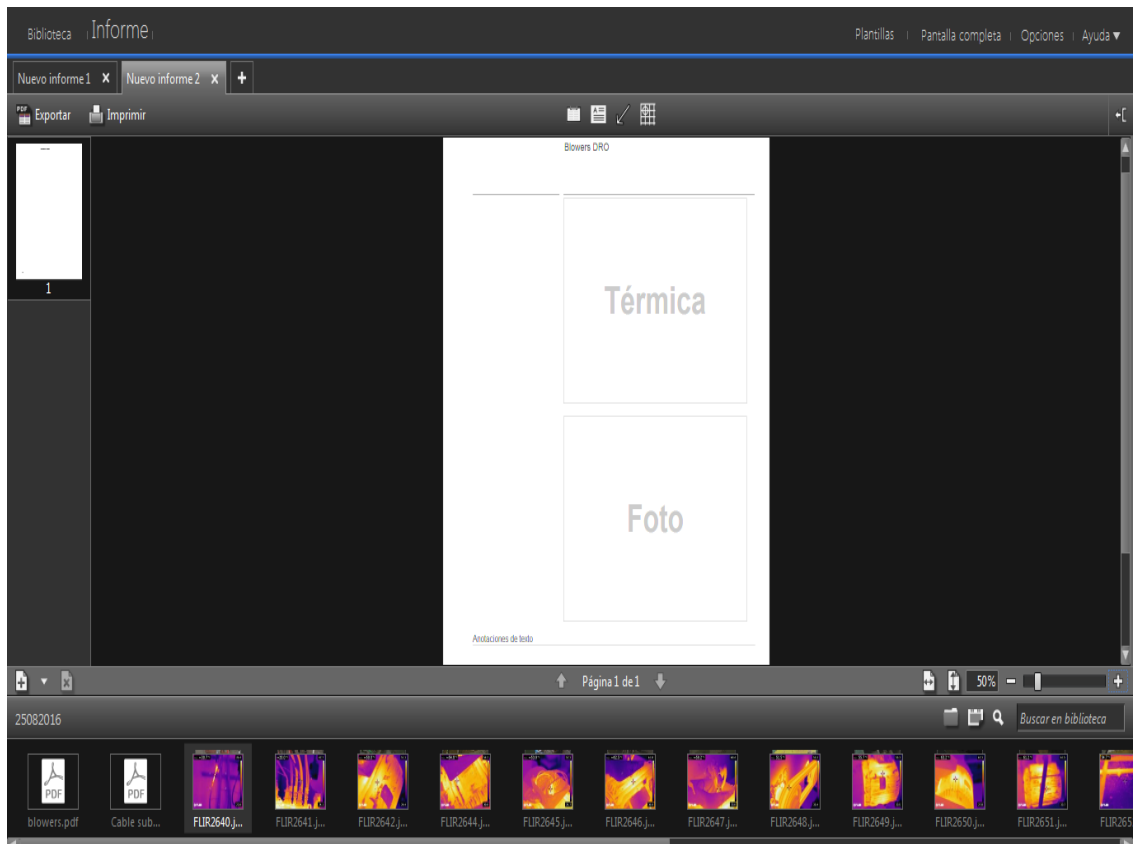 Biblioteca Informe Plantillas Pantalla completa Opciones Ayuda
Nuevo informe 1 Nuevo informe 2
PDF Exportar Imprimir
Blowers DRO
Térmica
Foto
Anotaciones de texto
1
Página 1 de 1 50%
25082016 Buscar en biblioteca
PDF PDF
blowers.pdf Cable sub... FLIR2640.j... FLIR2641.j... FLIR2642.j... FLIR2644.j... FLIR2645.j... FLIR2646.j... FLIR2647.j... FLIR2648.j... FLIR2649.j... FLIR2650.j... FLIR2651.j... FLIR265